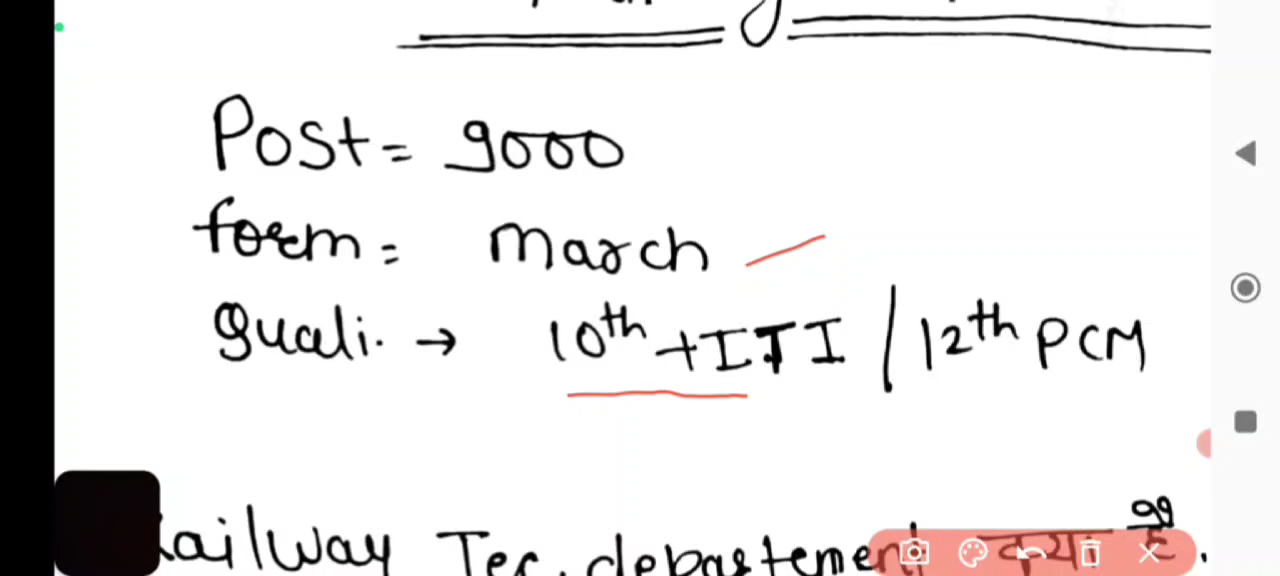 Post = 9000
form = march
quali. → 10th + ITI / 12th PCM
Railway Tec. department क्या है.